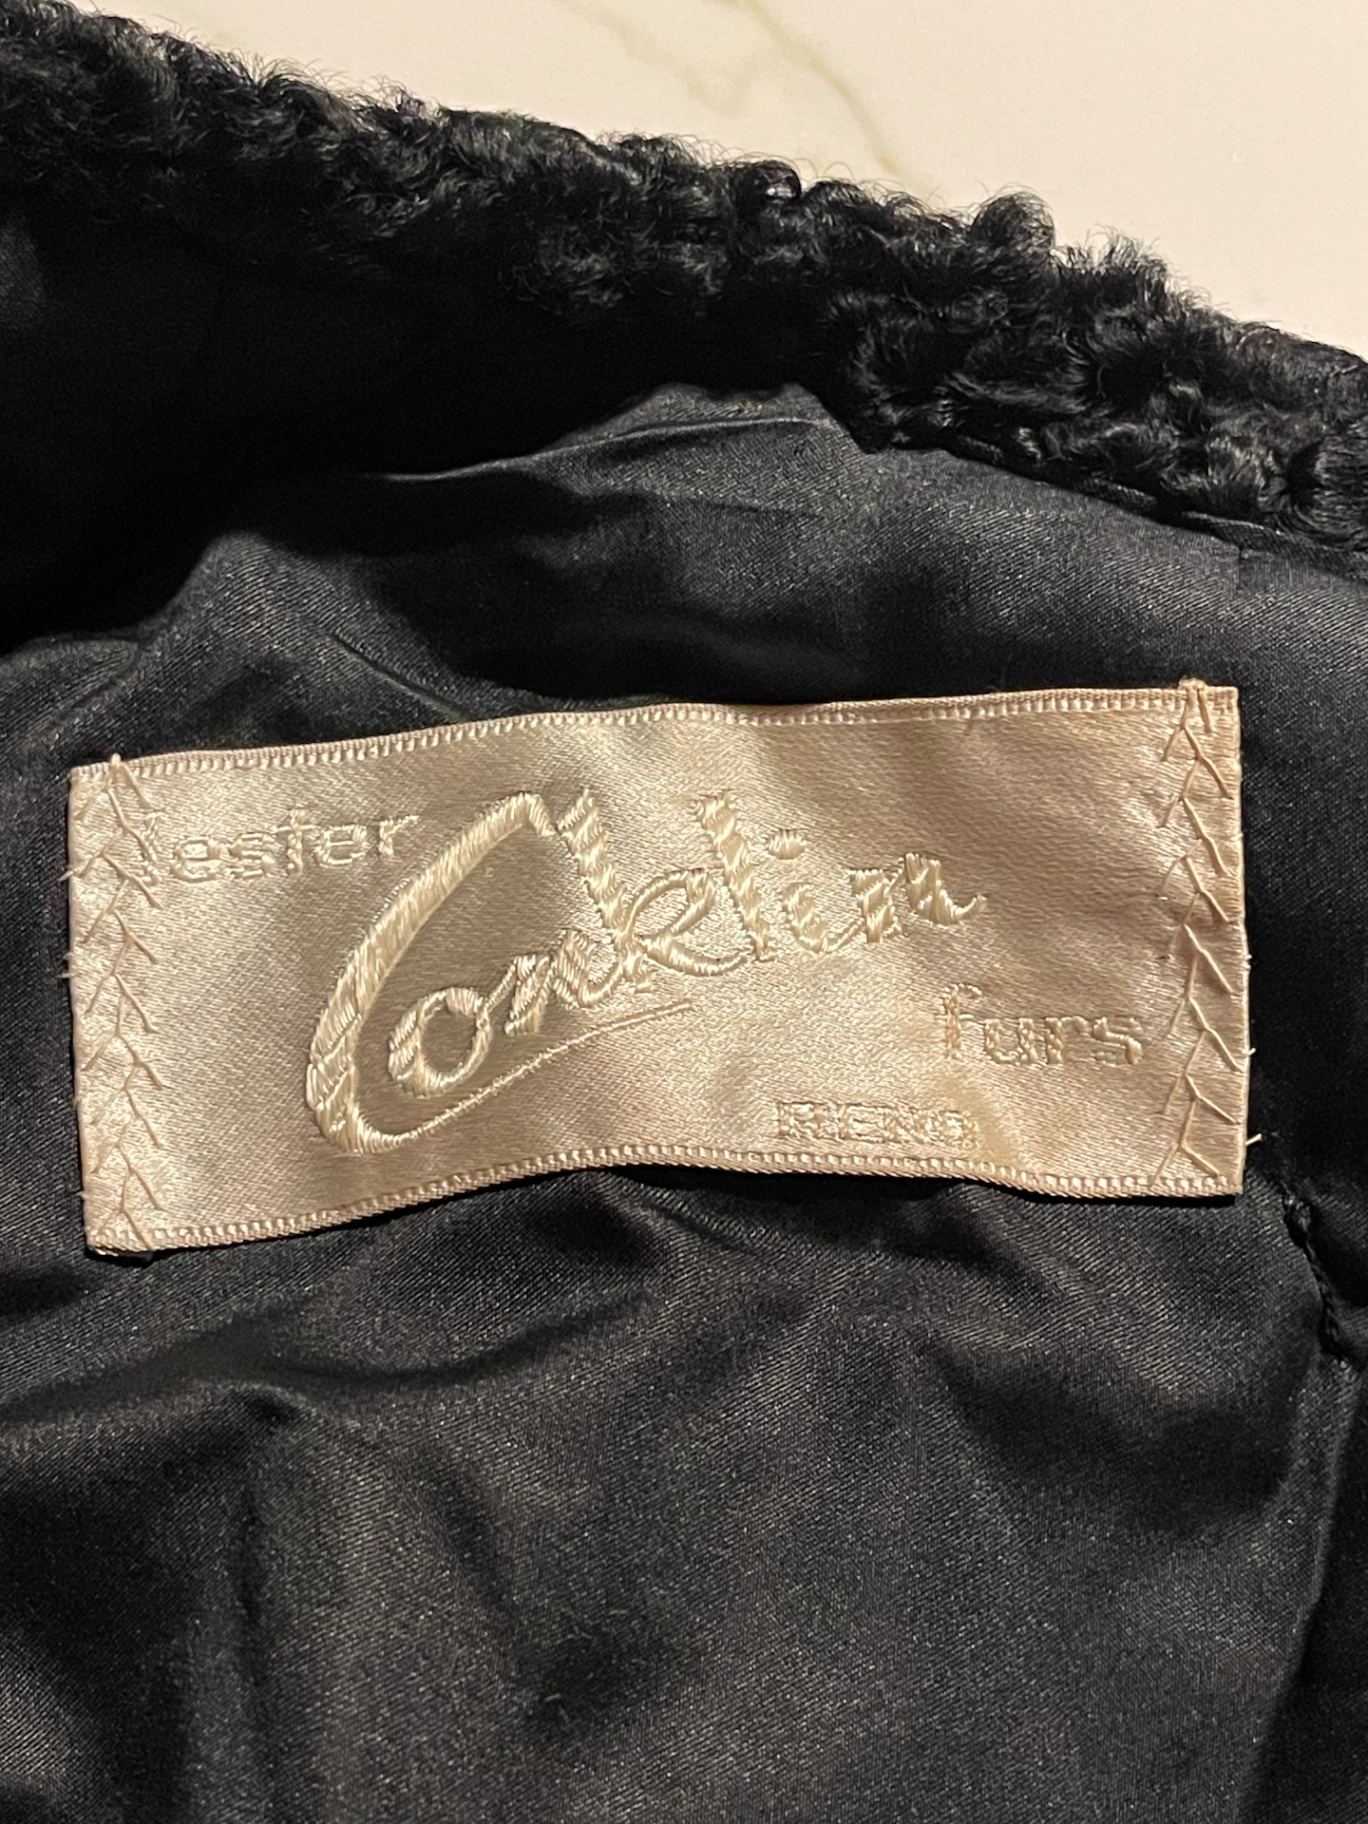 lester
Conklin
furs
RENO